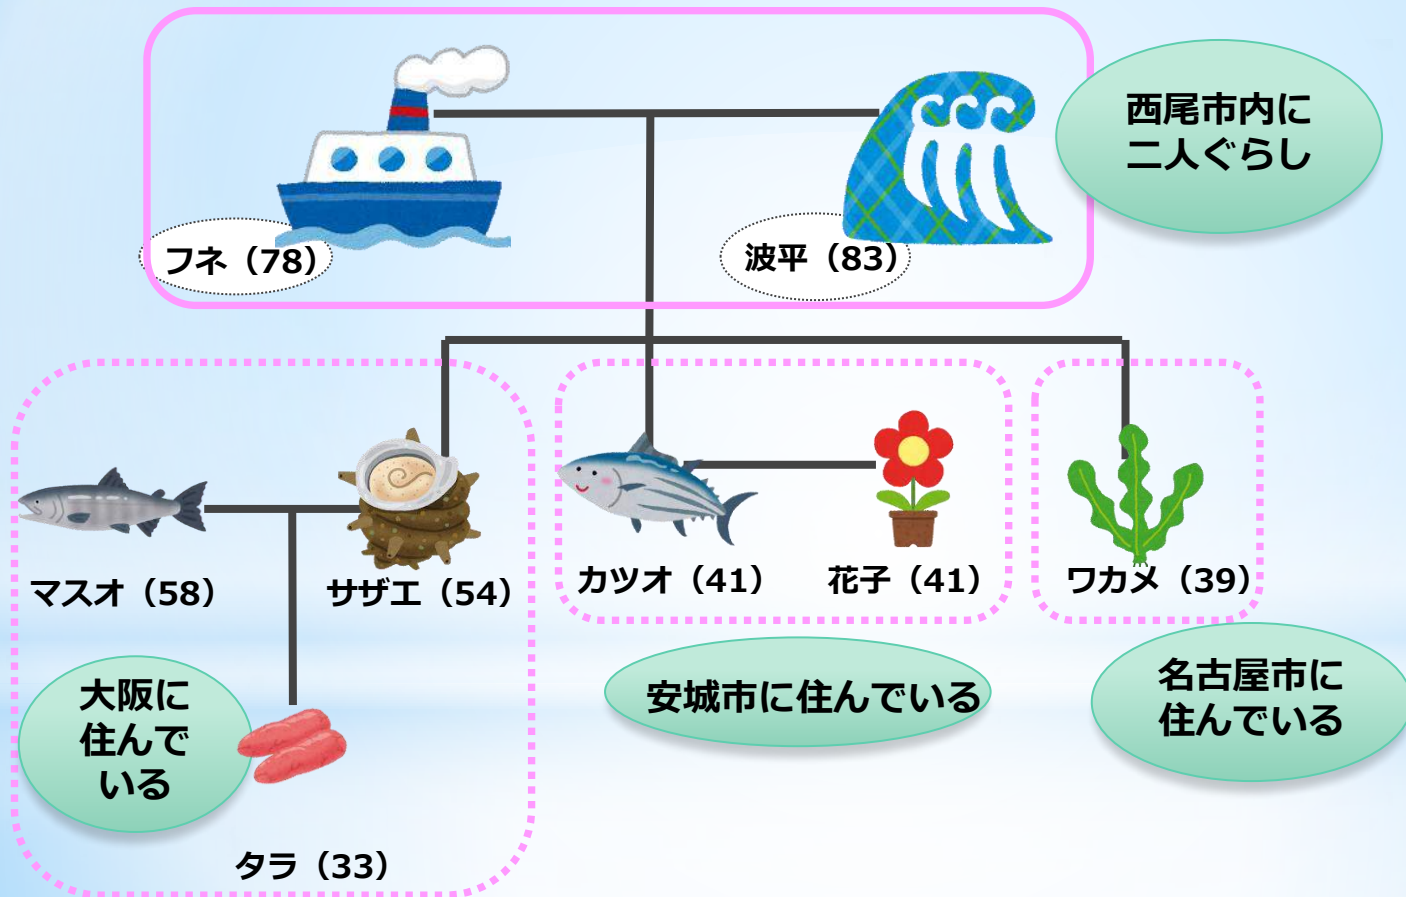 西尾市内に
二人ぐらし
フネ（78）
波平（83）
マスオ（58）
サザエ（54）
カツオ（41）
花子（41）
ワカメ（39）
大阪に
住んで
いる
安城市に住んでいる
名古屋市に
住んでいる
タラ（33）